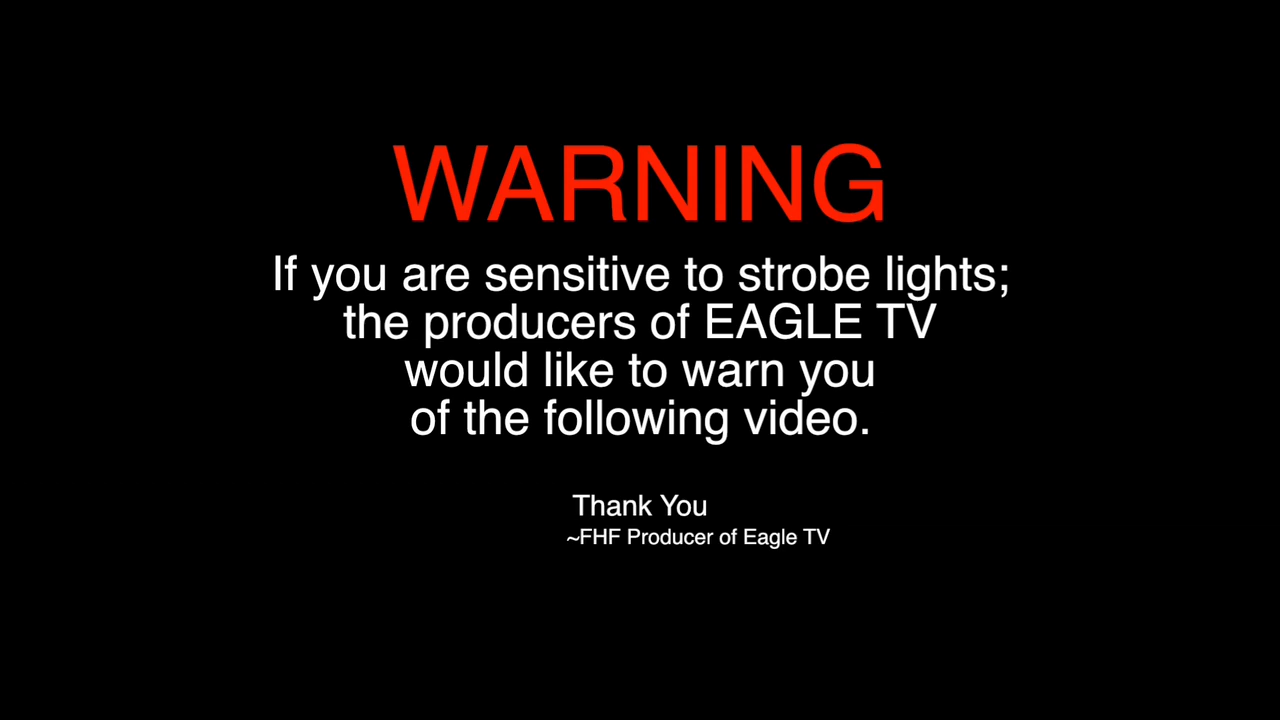 WARNING
If you are sensitive to strobe lights;
the producers of EAGLE TV
would like to warn you
of the following video.
Thank You
~FHF Producer of Eagle TV